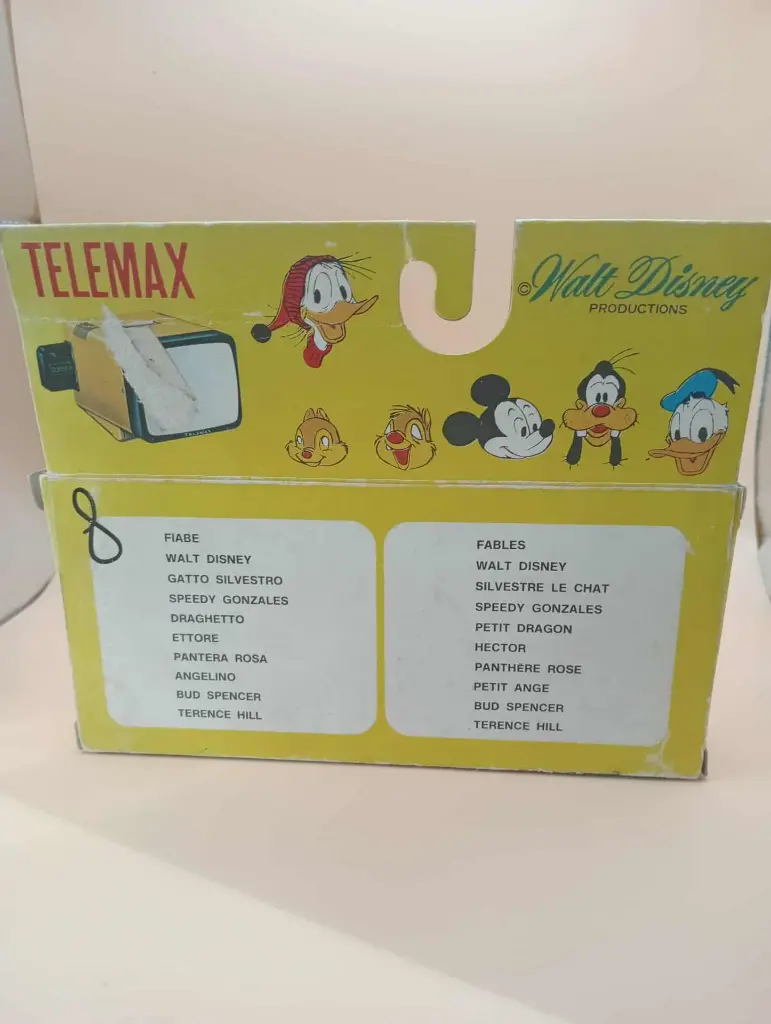 TELEMAX
© Walt Disney
PRODUCTIONS
TELEMAX
8
FIABE
WALT DISNEY
GATTO SILVESTRO
SPEEDY GONZALES
DRAGHETTO
ETTORE
PANTERA ROSA
ANGELINO
BUD SPENCER
TERENCE HILL
FABLES
WALT DISNEY
SILVESTRE LE CHAT
SPEEDY GONZALES
PETIT DRAGON
HECTOR
PANTHÈRE ROSE
PETIT ANGE
BUD SPENCER
TERENCE HILL